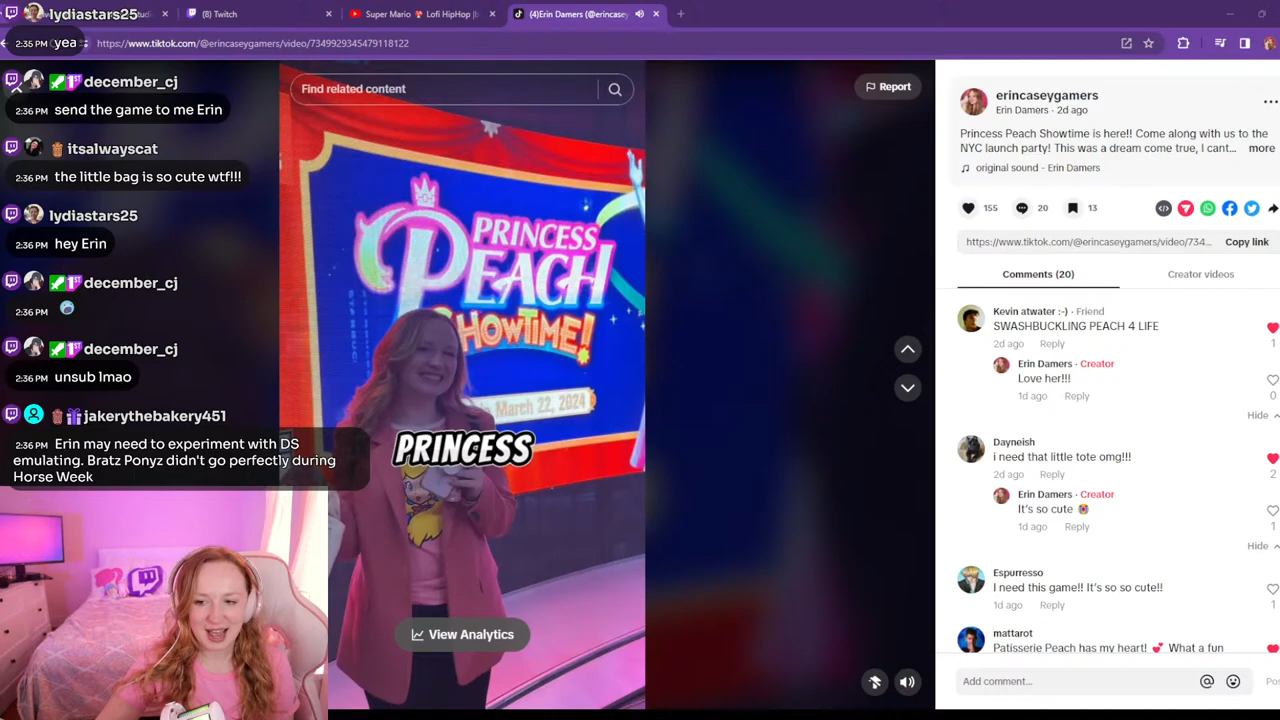 lydiastars25
(8) Twitch
Super Mario 🍄 Lofi HipHop |
(4)Erin Damers (@erincasey
2:35 PM yea
https://www.tiktok.com/@erincaseygamers/video/7349929345479118122
december_cj
2:36 PM send the game to me Erin
itsalwayscat
2:36 PM the little bag is so cute wtf!!!
lydiastars25
2:36 PM hey Erin
december_cj
2:36 PM
december_cj
2:36 PM unsub lmao
jakerythebakery451
2:36 PM Erin may need to experiment with DS
emulating. Bratz Ponyz didn't go perfectly during
Horse Week
Find related content
Report
PRINCESS
PEACH
SHOWTIME!
March 22, 2024
PRINCESS
View Analytics
erincaseygamers
Erin Damers · 2d ago
Princess Peach Showtime is here!! Come along with us to the
NYC launch party! This was a dream come true, I cant... more
original sound - Erin Damers
155 20 13
https://www.tiktok.com/@erincaseygamers/video/734... Copy link
Comments (20) Creator videos
Kevin atwater :-) · Friend
SWASHBUCKLING PEACH 4 LIFE
2d ago Reply 1
Erin Damers · Creator
Love her!!!
1d ago Reply 0
Hide
Dayneish
i need that little tote omg!!!
2d ago Reply 2
Erin Damers · Creator
It's so cute
1d ago Reply 1
Hide
Espurresso
I need this game!! It's so so cute!!
1d ago Reply 1
mattarot
Patisserie Peach has my heart! 💕 What a fun
Add comment... @